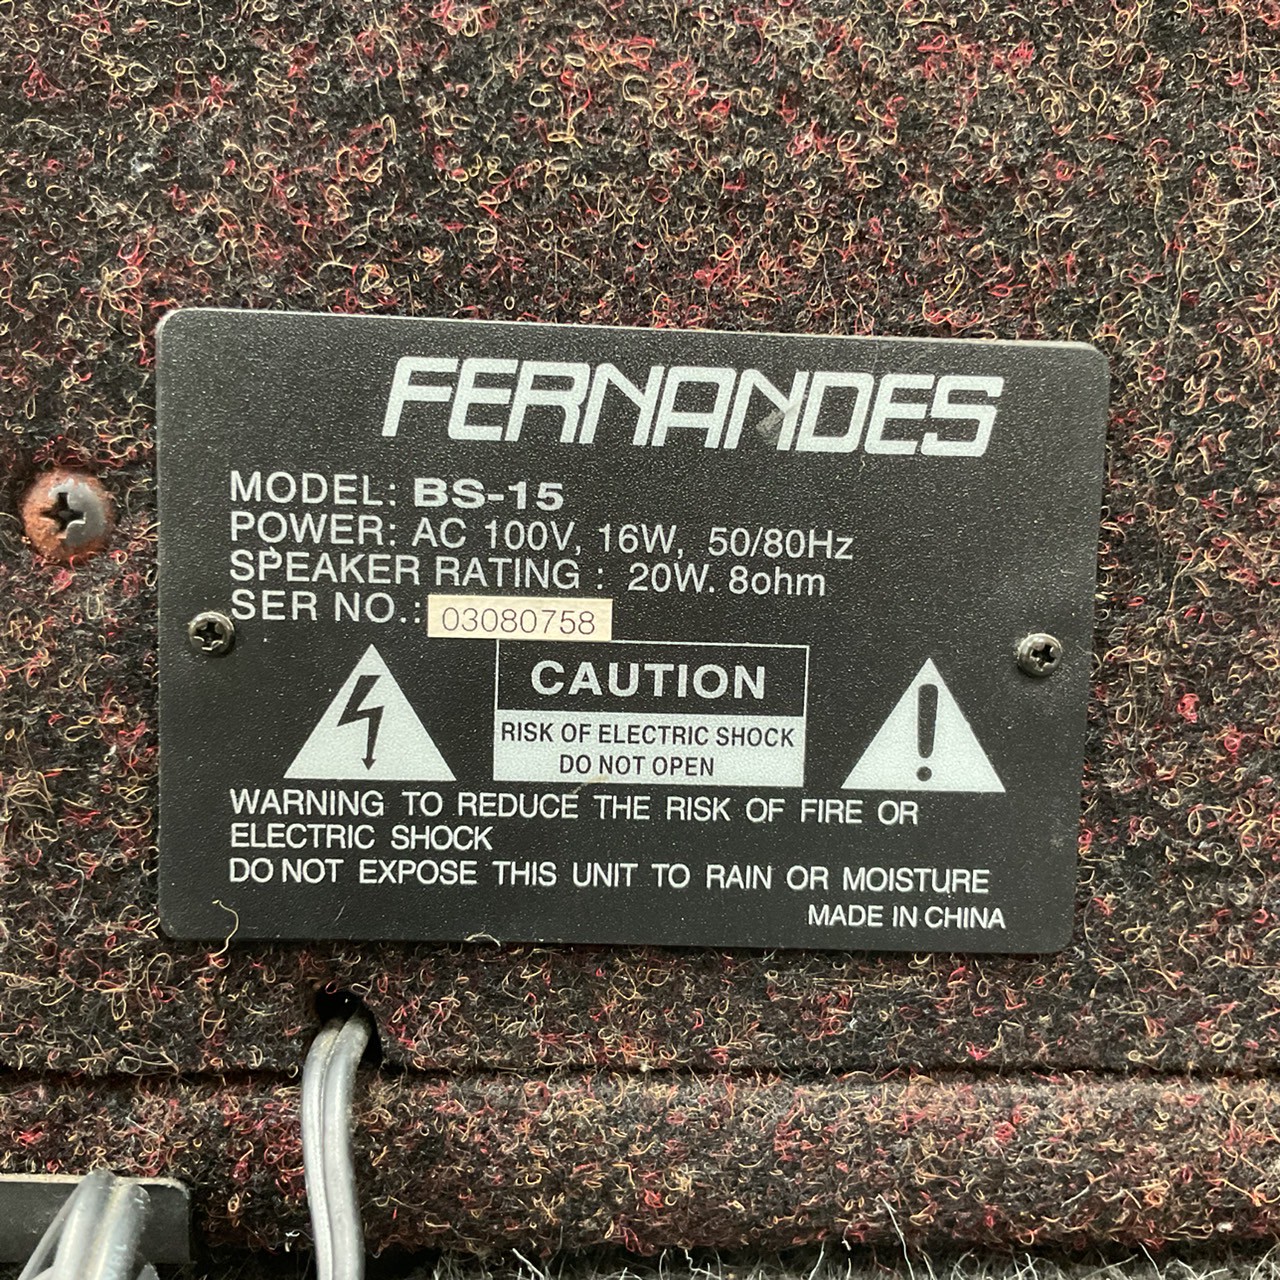 FERNANDES
MODEL: BS-15
POWER: AC 100V, 16W, 50/80Hz
SPEAKER RATING : 20W. 8ohm
SER NO.: 03080758
CAUTION
RISK OF ELECTRIC SHOCK
DO NOT OPEN
WARNING TO REDUCE THE RISK OF FIRE OR
ELECTRIC SHOCK
DO NOT EXPOSE THIS UNIT TO RAIN OR MOISTURE
MADE IN CHINA